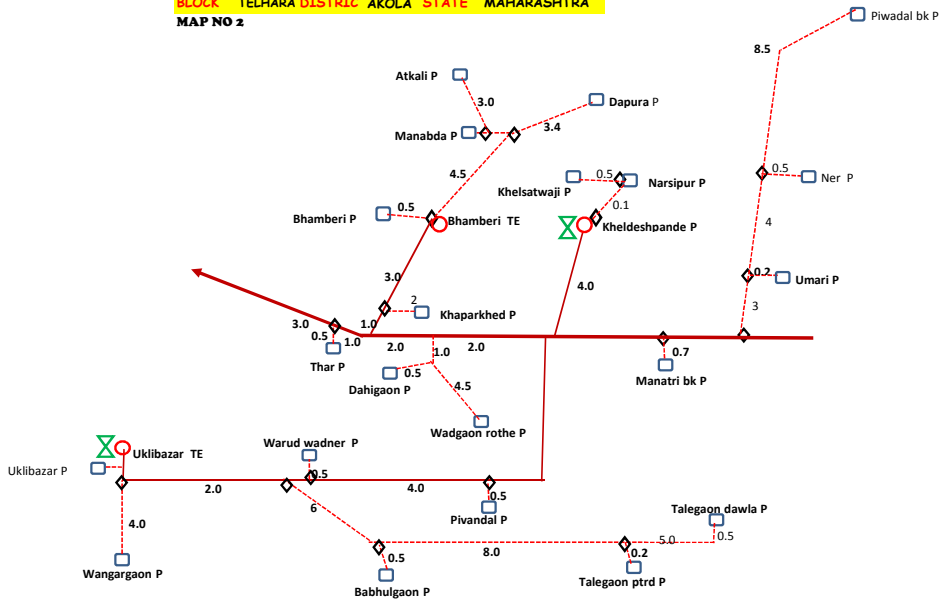 BLOCK TELHARA DISTRIC AKOLA STATE MAHARASHTRA
MAP NO 2
Piwadal bk P
8.5
Atkali P
3.0
Dapura P
3.4
Manabda P
4.5
0.5
Khelsatwaji P
0.5
Narsipur P
0.1
Ner P
0.5
Bhamberi P
Bhamberi TE
Kheldeshpande P
4
3.0
4.0
0.2
Umari P
2
Khaparkhed P
3
3.0
1.0
0.5
1.0
Thar P
2.0
1.0
2.0
0.7
Manatri bk P
0.5
Dahigaon P
4.5
Wadgaon rothe P
Warud wadner P
Uklibazar TE
Uklibazar P
0.5
2.0
4.0
0.5
Pivandal P
6
4.0
Talegaon dawla P
0.5
5.0
8.0
0.5
0.2
Wangargaon P
Babhulgaon P
Talegaon ptrd P